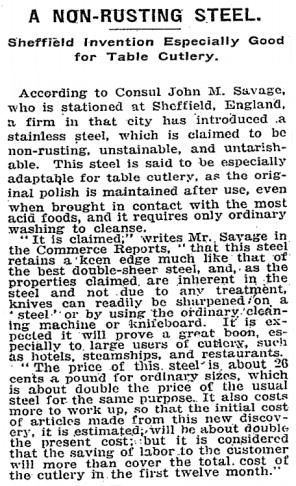 A NON-RUSTING STEEL.
Sheffield Invention Especially Good
for Table Cutlery.
According to Consul John M. Savage,
who is stationed at Sheffield, England,
a firm in that city has introduced a
stainless steel, which is claimed to be
non-rusting, unstainable, and untarnish-
able. This steel is said to be especially
adaptable for table cutlery, as the orig-
inal polish is maintained after use, even
when brought in contact with the most
acid foods, and it requires only ordinary
washing to cleanse.
"It is claimed," writes Mr. Savage in
the Commerce Reports, "that this steel
retains a keen edge much like that of
the best double-sheer steel, and, as the
properties claimed are inherent in the
steel and not due to any treatment,
knives can readily be sharpened on a
'steel' or by using the ordinary clean-
ing machine or knifeboard. It is ex-
pected it will prove a great boon, es-
pecially to large users of cutlery, such
as hotels, steamships, and restaurants.
"The price of this steel is about 26
cents a pound for ordinary sizes, which
is about double the price of the usual
steel for the same purpose. It also costs
more to work up, so that the initial cost
of articles made from this new discov-
ery, it is estimated, will be about double
the present cost; but it is considered
that the saving of labor to the customer
will more than cover the total cost of
the cutlery in the first twelve month."